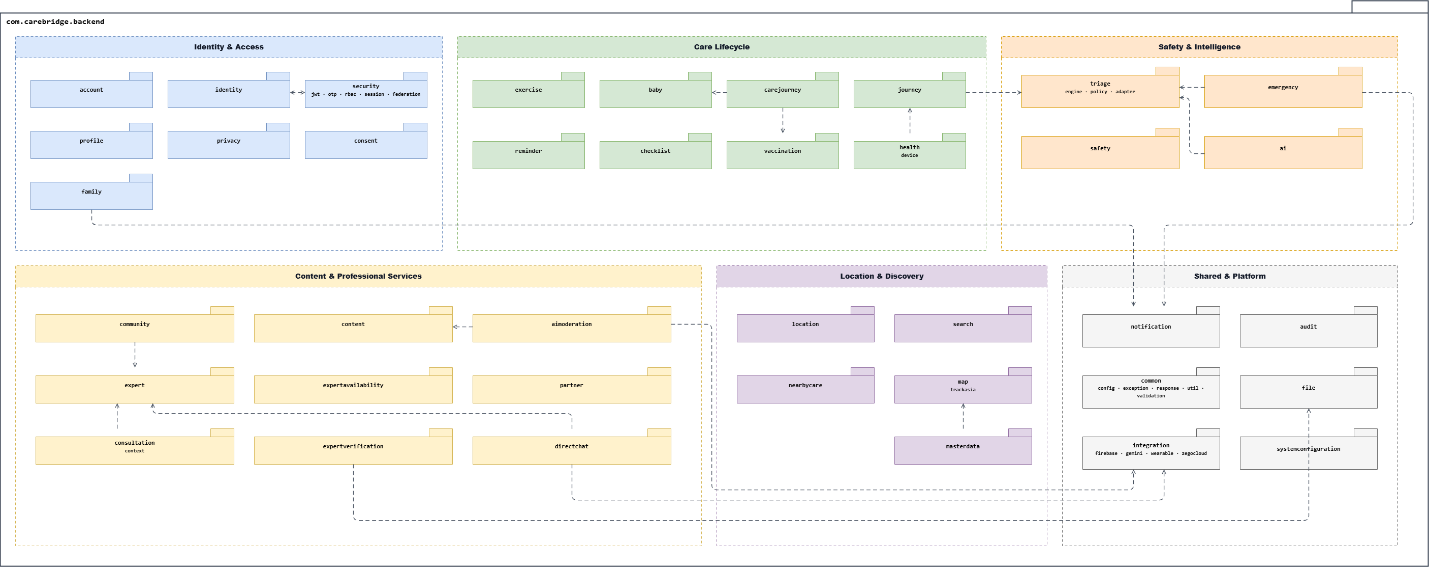 com.carebridge.backend
Identity & Access
account
identity
security
jwt · otp · rbac · session · federation
profile
privacy
consent
family
Care Lifecycle
exercise
baby
carejourney
journey
reminder
checklist
vaccination
health
device
Safety & Intelligence
triage
engine · policy · adapter
emergency
safety
ai
Content & Professional Services
community
content
aimoderation
expert
expertavailability
partner
consultation
context
expertverification
directchat
Location & Discovery
location
search
nearbycare
map
trackasia
masterdata
Shared & Platform
notification
audit
common
config · exception · response · util ·
validation
file
integration
firebase · gemini · wearable · zegocloud
systemconfiguration